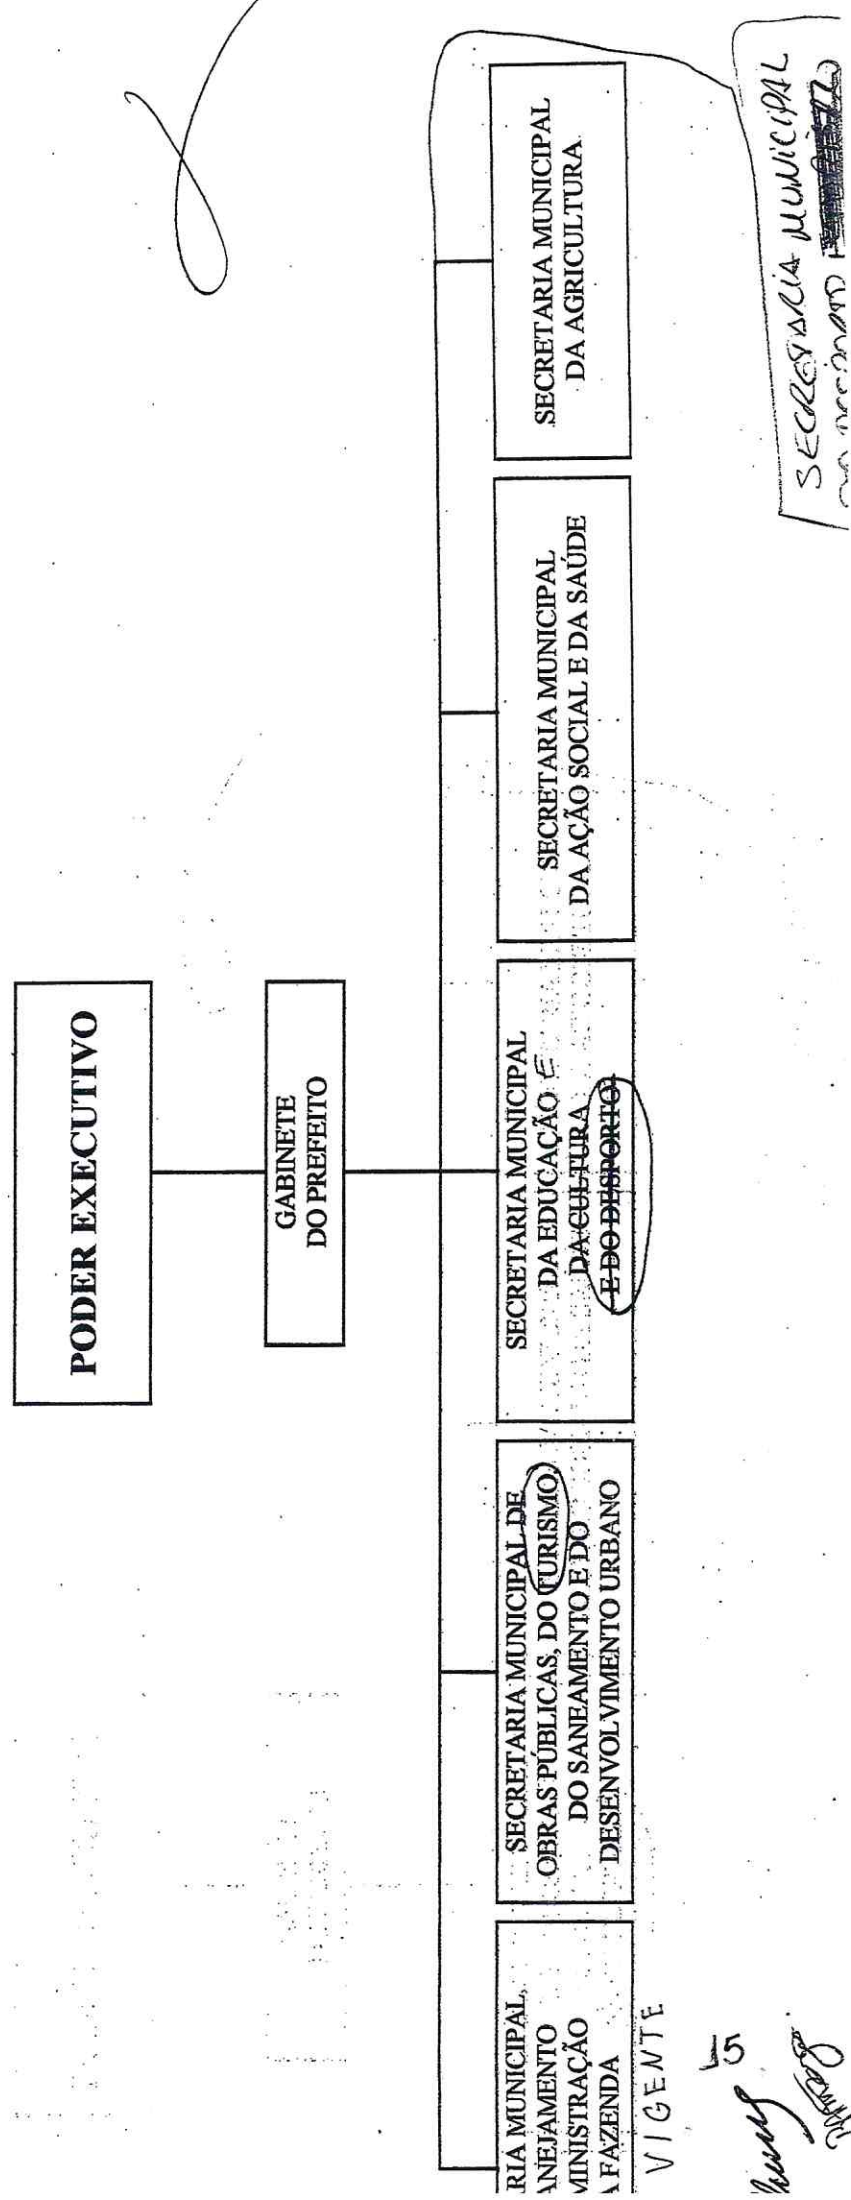 PODER EXECUTIVO
GABINETE
DO PREFEITO
RIA MUNICIPAL,
ANEJAMENTO
MINISTRAÇÃO
A FAZENDA
SECRETARIA MUNICIPAL DE
OBRAS PÚBLICAS, DO TURISMO,
DO SANEAMENTO E DO
DESENVOLVIMENTO URBANO
SECRETARIA MUNICIPAL
DA EDUCAÇÃO E
DA CULTURA
E DO DESPORTO
SECRETARIA MUNICIPAL
DA AÇÃO SOCIAL E DA SAÚDE
SECRETARIA MUNICIPAL
DA AGRICULTURA
VIGENTE
15
SECRETARIA MUNICIPAL